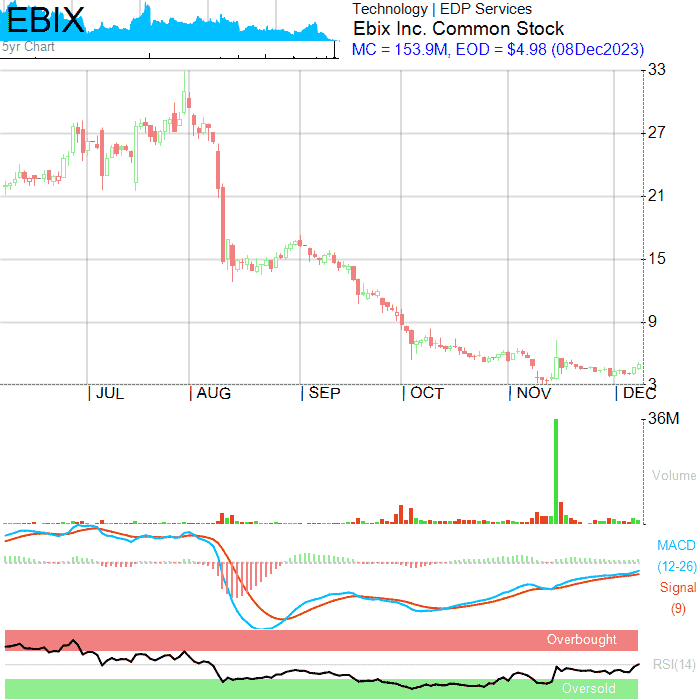 EBIX
5yr Chart
Technology | EDP Services
Ebix Inc. Common Stock
MC = 153.9M, EOD = $4.98 (08Dec2023)
33
27
21
15
9
3
JUL
AUG
SEP
OCT
NOV
DEC
36M
Volume
MACD
(12-26)
Signal
(9)
Overbought
RSI(14)
Oversold